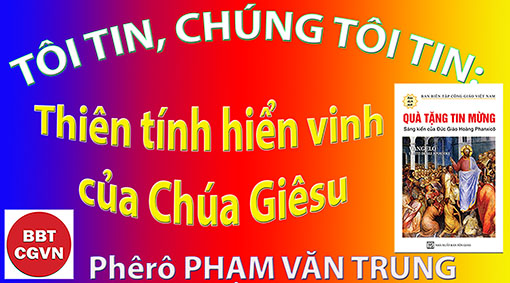 TÔI TIN, CHÚNG TÔI TIN:
Thiên tính hiển vinh
của Chúa Giêsu
BAN BIÊN TẬP CÔNG GIÁO VIỆT NAM
QUÀ TẶNG TIN MỪNG
Sáng kiến của Đức Giáo Hoàng Phanxicô
BBT
CGVN
Phêrô PHẠM VĂN TRUNG